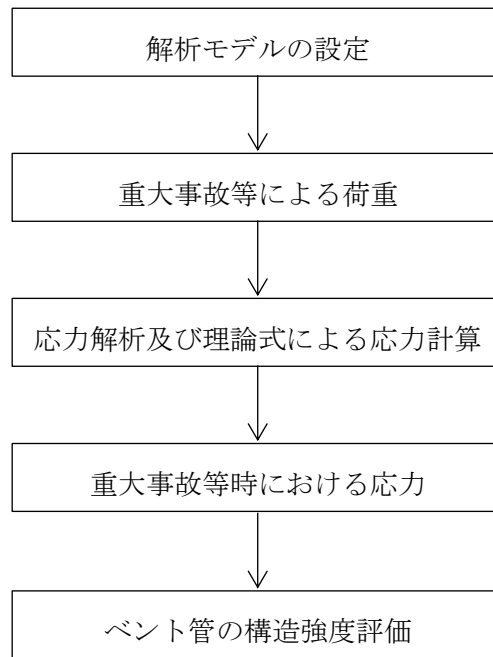 解析モデルの設定
重大事故等による荷重
応力解析及び理論式による応力計算
重大事故等時における応力
ベント管の構造強度評価